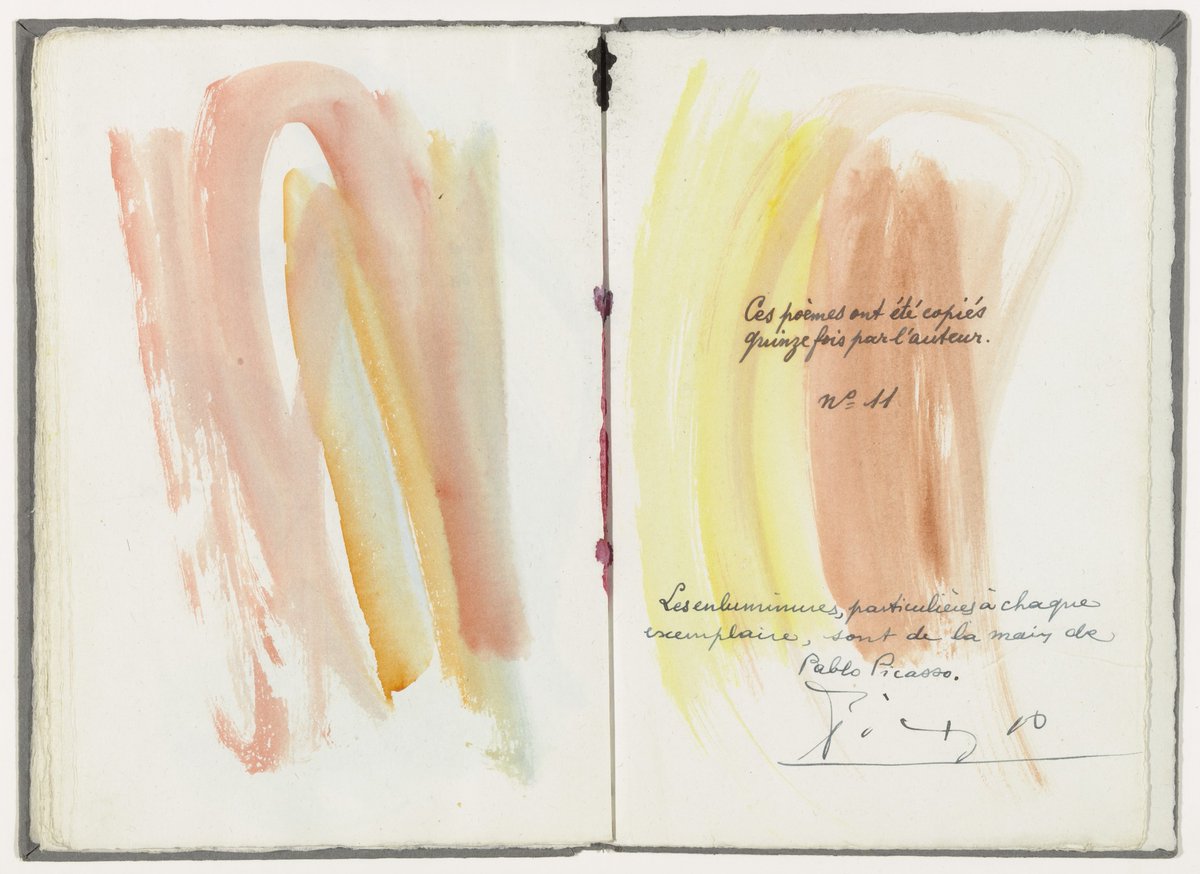 Ces poèmes ont été copiés
quinze fois par l'auteur.
nº 11
Les enluminures, particulières à chaque
exemplaire, sont de la main de
Pablo Picasso.
Picasso